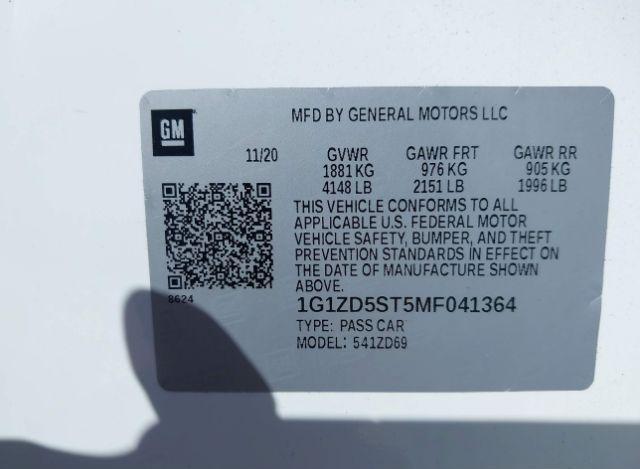 GM
MFD BY GENERAL MOTORS LLC
11/20 GVWR GAWR FRT GAWR RR
1881 KG 976 KG 905 KG
4148 LB 2151 LB 1996 LB
THIS VEHICLE CONFORMS TO ALL
APPLICABLE U.S. FEDERAL MOTOR
VEHICLE SAFETY, BUMPER, AND THEFT
PREVENTION STANDARDS IN EFFECT ON
THE DATE OF MANUFACTURE SHOWN
ABOVE.
8624
1G1ZD5ST5MF041364
TYPE: PASS CAR
MODEL: 541ZD69